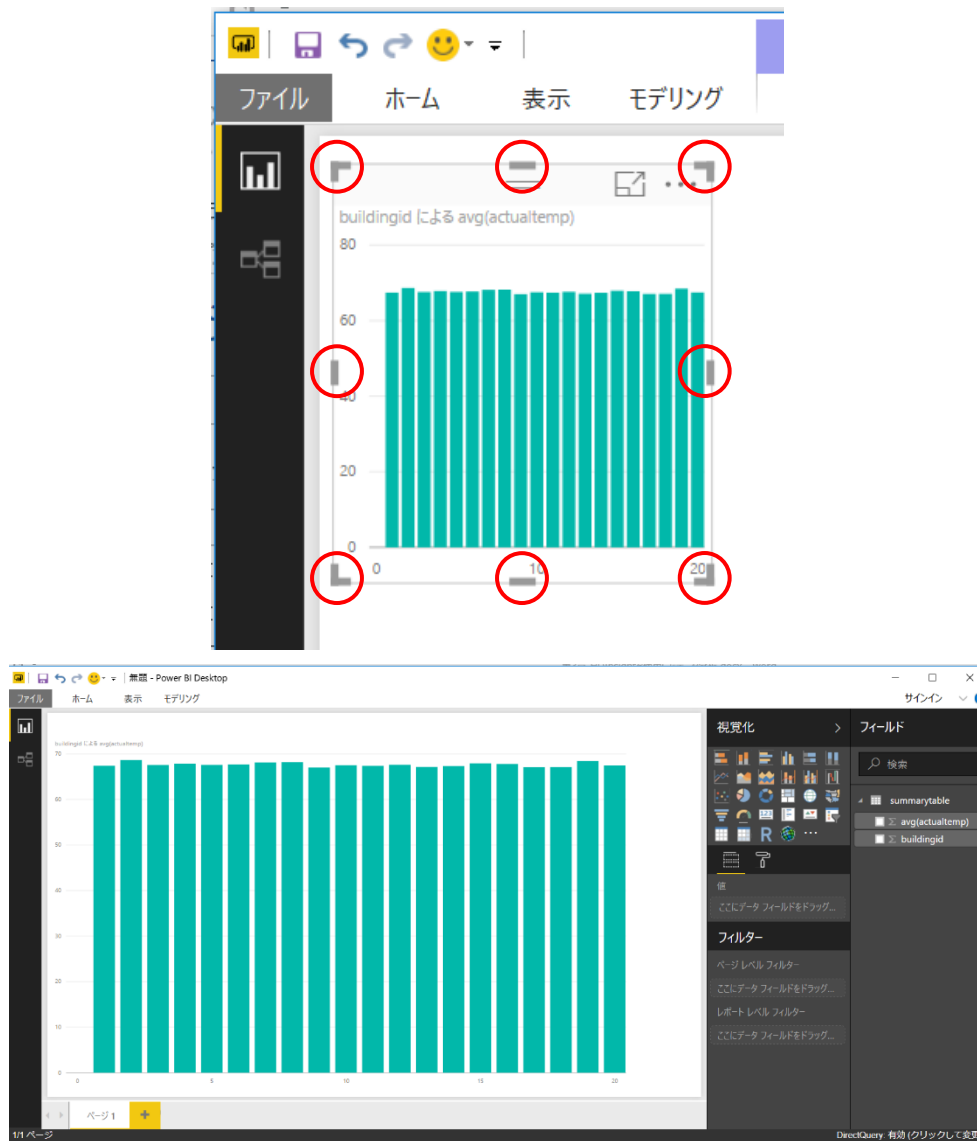 ファイル ホーム 表示 モデリング
buildingid による avg(actualtemp)
80
60
40
20
0
0 10 20
無題 - Power BI Desktop
ファイル ホーム 表示 モデリング サインイン
buildingid による avg(actualtemp)
70
60
50
40
30
20
10
0
0 5 10 15 20
視覚化
R
値
ここにデータ フィールドをドラッグ...
フィルター
ページ レベル フィルター
ここにデータ フィールドをドラッグ...
レポート レベル フィルター
ここにデータ フィールドをドラッグ...
フィールド
検索
summarytable
Σ avg(actualtemp)
Σ buildingid
ページ 1
1/1 ページ
DirectQuery: 有効 (クリックして変更